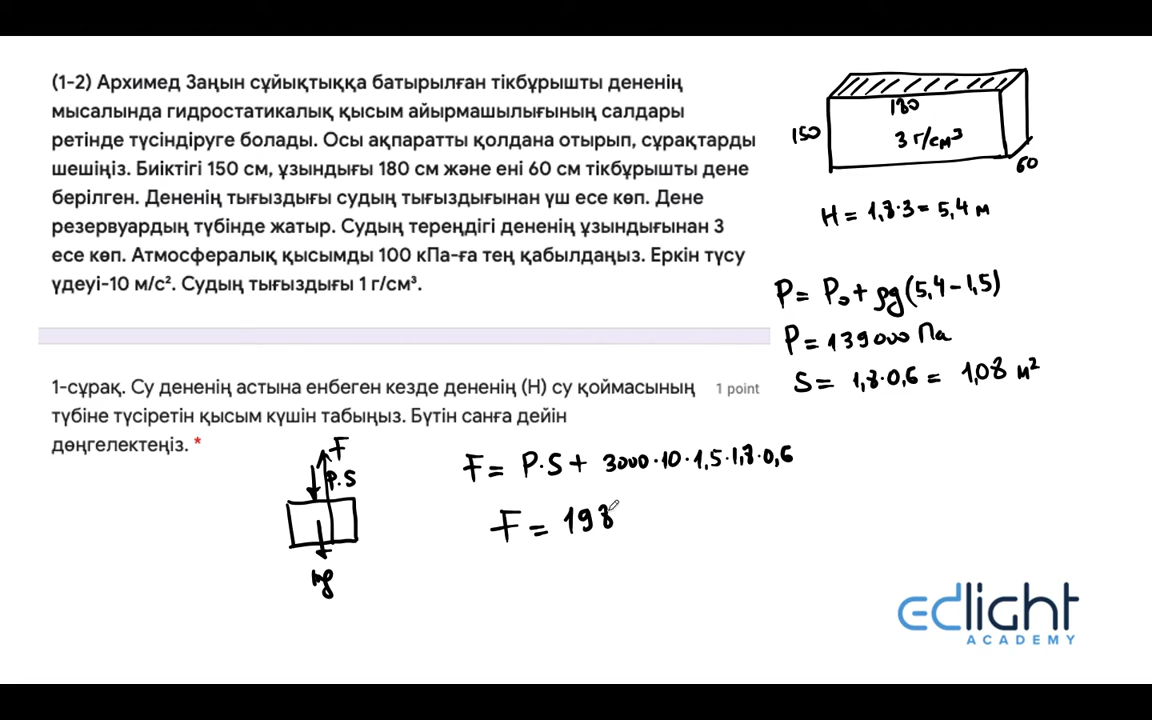 (1-2) Архимед Заңын сұйықтыққа батырылған тікбұрышты дененің
мысалында гидростатикалық қысым айырмашылығының салдары
ретінде түсіндіруге болады. Осы ақпаратты қолдана отырып, сұрақтарды
шешіңіз. Биіктігі 150 см, ұзындығы 180 см және ені 60 см тікбұрышты дене
берілген. Дененің тығыздығы судың тығыздығынан үш есе көп. Дене
резервуардың түбінде жатыр. Судың тереңдігі дененің ұзындығынан 3
есе көп. Атмосфералық қысымды 100 кПа-ға тең қабылдаңыз. Еркін түсу
үдеуі-10 м/с². Судың тығыздығы 1 г/см³.
180
150
3 г/см³
60
H = 1,8·3 = 5,4 м
P = P₀ + ρg(5,4 - 1,5)
P = 139000 Па
S = 1,8·0,6 = 1,08 м²
1-сұрақ. Су дененің астына енбеген кезде дененің (Н) су қоймасының
1 point
түбіне түсіретін қысым күшін табыңыз. Бүтін санға дейін
дөңгелектеңіз. *
F
P·S
mg
F = P·S + 3000·10·1,5·1,8·0,6
F = 198
edlight
ACADEMY